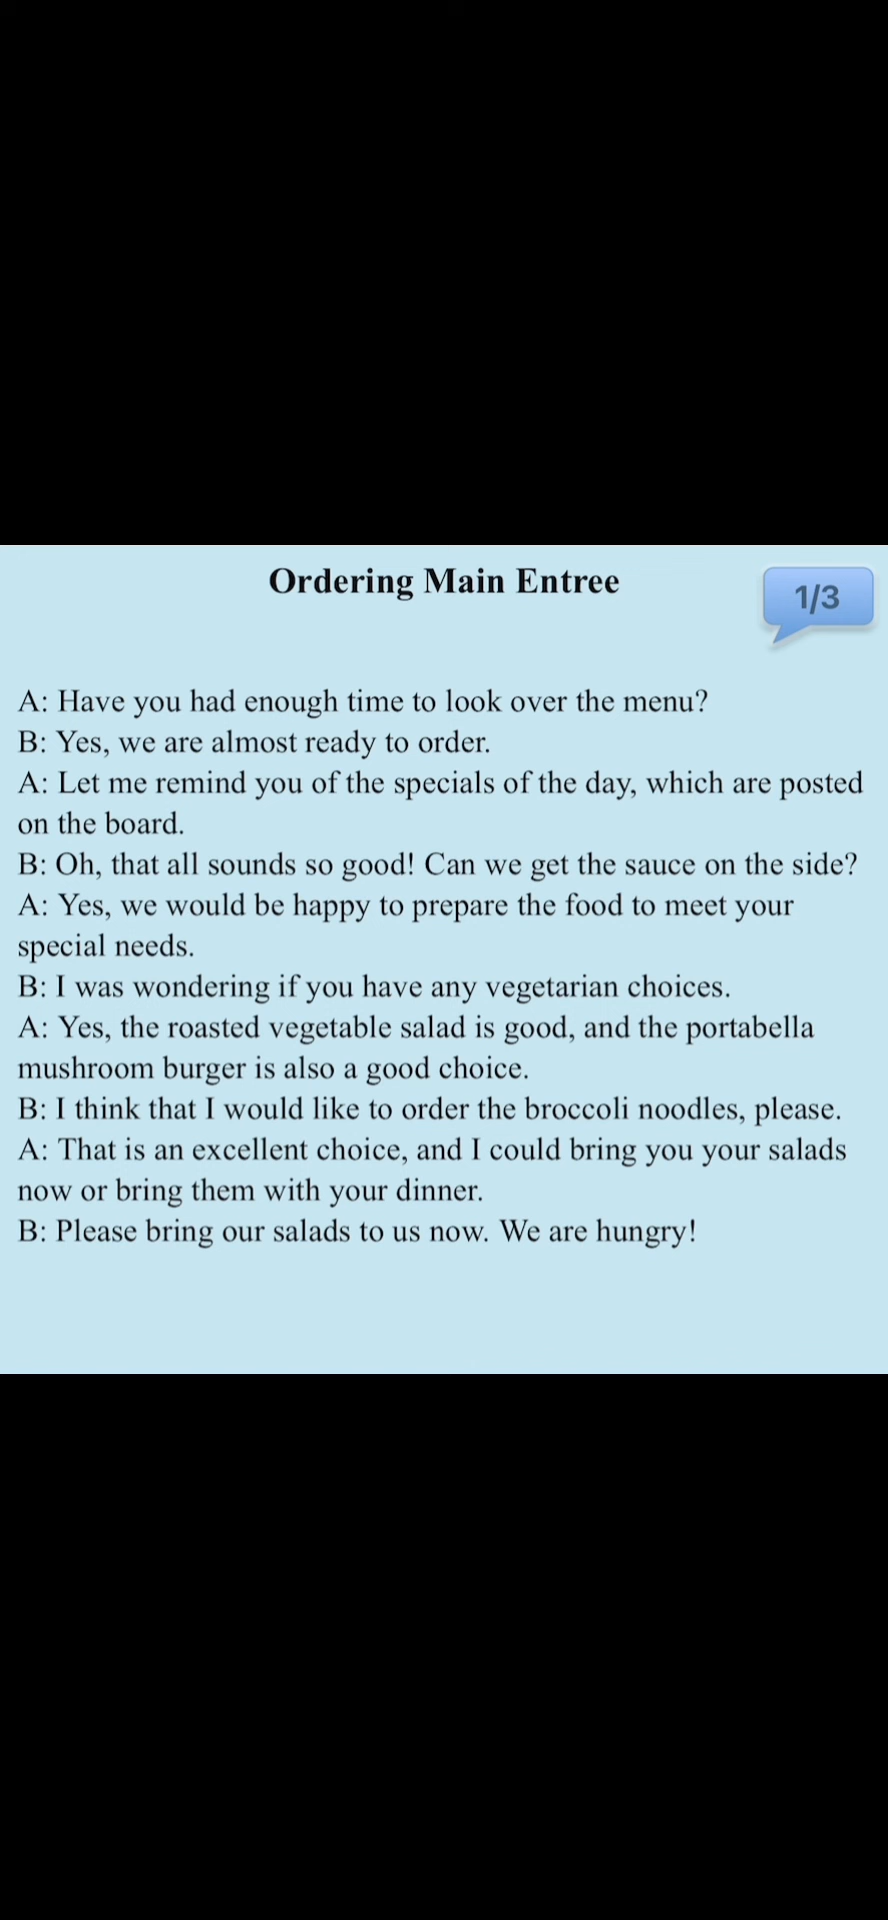 Ordering Main Entree
1/3
A: Have you had enough time to look over the menu?
B: Yes, we are almost ready to order.
A: Let me remind you of the specials of the day, which are posted
on the board.
B: Oh, that all sounds so good! Can we get the sauce on the side?
A: Yes, we would be happy to prepare the food to meet your
special needs.
B: I was wondering if you have any vegetarian choices.
A: Yes, the roasted vegetable salad is good, and the portabella
mushroom burger is also a good choice.
B: I think that I would like to order the broccoli noodles, please.
A: That is an excellent choice, and I could bring you your salads
now or bring them with your dinner.
B: Please bring our salads to us now. We are hungry!